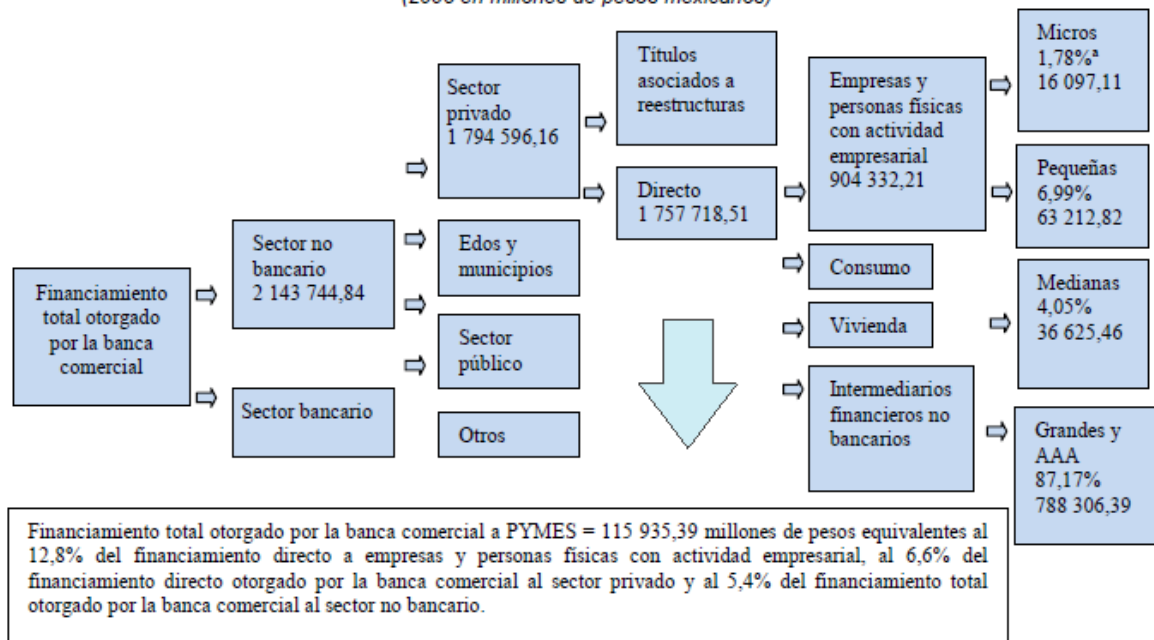 en millones de pesos mexicanos)
Micros
1,78%ª
16 097,11
Títulos
asociados a
reestructuras
Sector
privado
1 794 596,16
Empresas y
personas físicas
con actividad
empresarial
904 332,21
Pequeñas
6,99%
63 212,82
Directo
1 757 718,51
Sector no
bancario
2 143 744,84
Edos y
municipios
Consumo
Medianas
4,05%
36 625,46
Financiamiento
total otorgado
por la banca
comercial
Vivienda
Sector
público
Sector bancario
Intermediarios
financieros no
bancarios
Otros
Grandes y
AAA
87,17%
788 306,39
Financiamiento total otorgado por la banca comercial a PYMES = 115 935,39 millones de pesos equivalentes al
12,8% del financiamiento directo a empresas y personas físicas con actividad empresarial, al 6,6% del
financiamiento directo otorgado por la banca comercial al sector privado y al 5,4% del financiamiento total
otorgado por la banca comercial al sector no bancario.